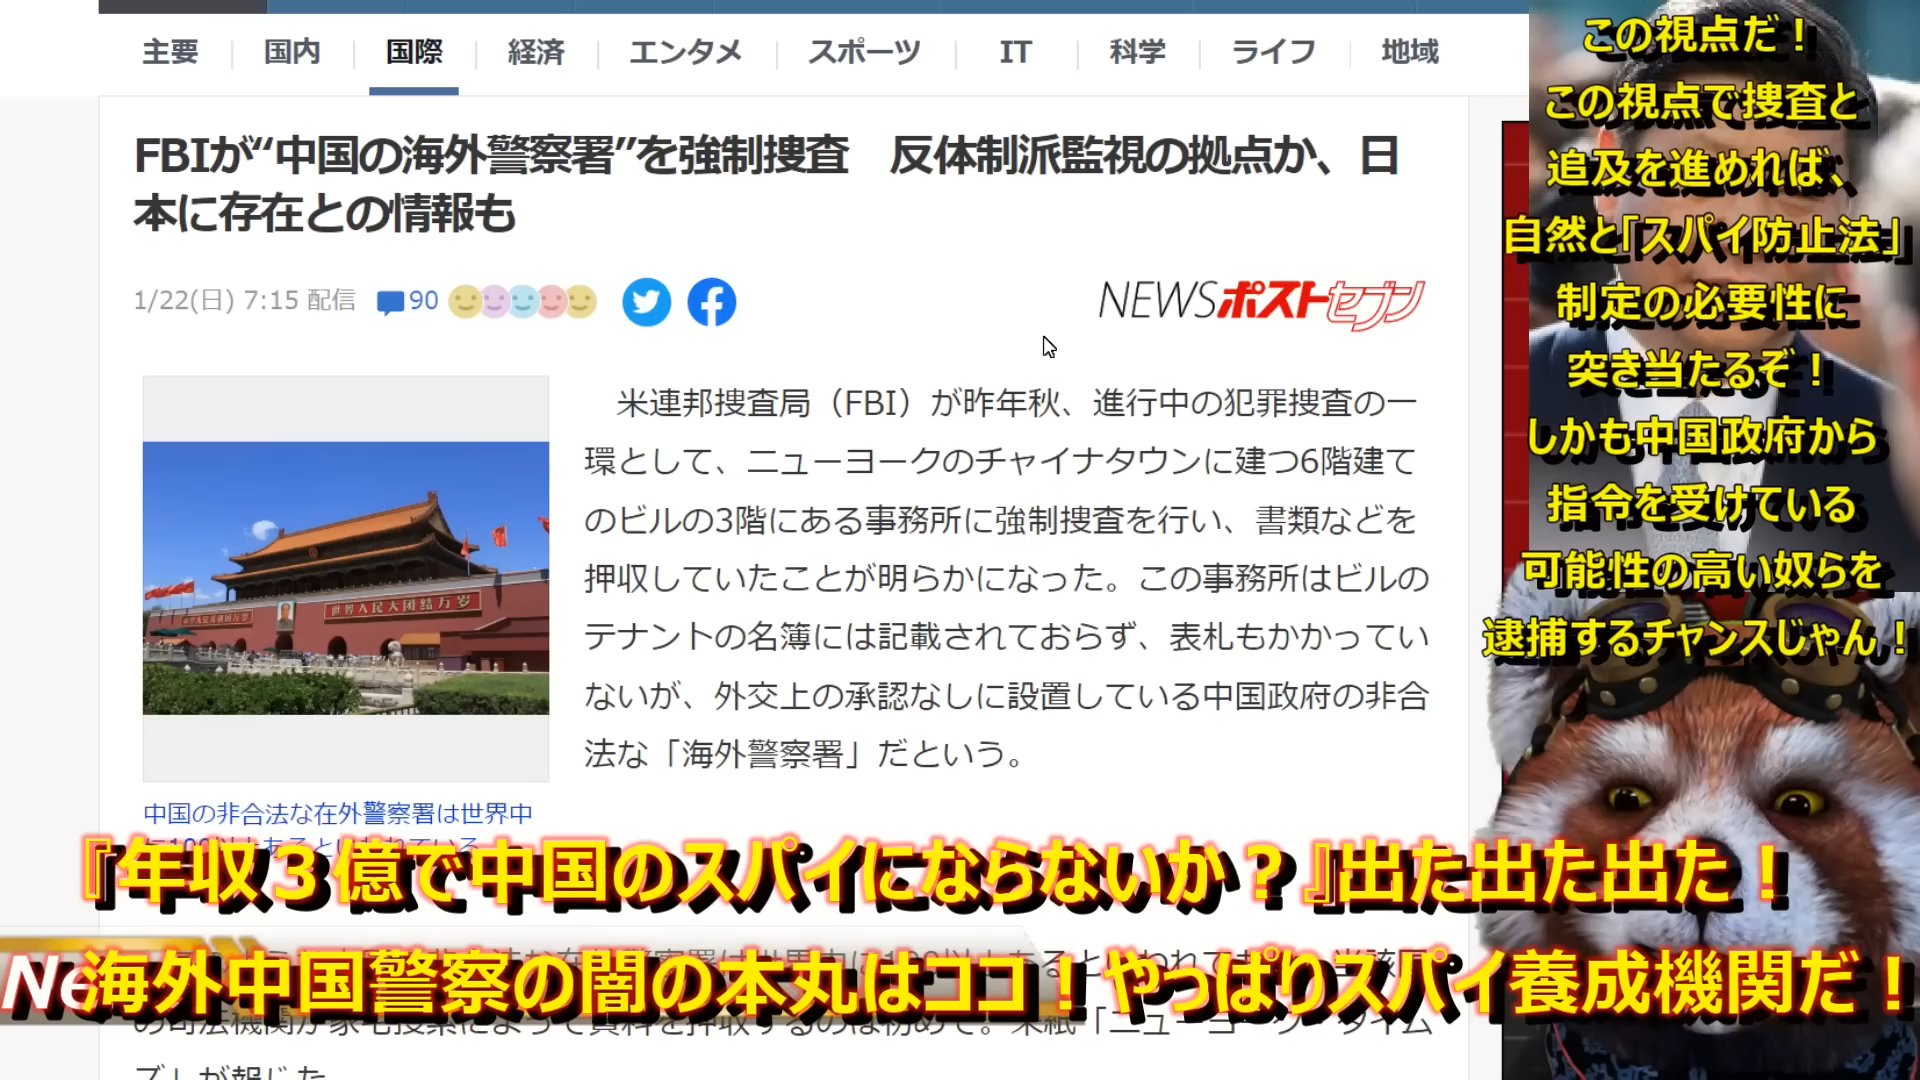 主要
国内
国際
経済
エンタメ
スポーツ
IT
科学
ライフ
地域
FBIが“中国の海外警察署”を強制捜査　反体制派監視の拠点か、日
本に存在との情報も
1/22(日) 7:15 配信
90
NEWSポストセブン
米連邦捜査局（FBI）が昨年秋、進行中の犯罪捜査の一
環として、ニューヨークのチャイナタウンに建つ6階建て
のビルの3階にある事務所に強制捜査を行い、書類などを
押収していたことが明らかになった。この事務所はビルの
テナントの名簿には記載されておらず、表札もかかってい
ないが、外交上の承認なしに設置している中国政府の非合
法な「海外警察署」だという。
世界人民大团结万岁
中国の非合法な在外警察署は世界中
この視点だ！
この視点で捜査と
追及を進めれば、
自然と｢スパイ防止法｣
制定の必要性に
突き当たるぞ！
しかも中国政府から
指令を受けている
可能性の高い奴らを
逮捕するチャンスじゃん！
『年収３億で中国のスパイにならないか？』出た出た出た！
Ne
海外中国警察の闇の本丸はココ！やっぱりスパイ養成機関だ！
ズ」が報じた